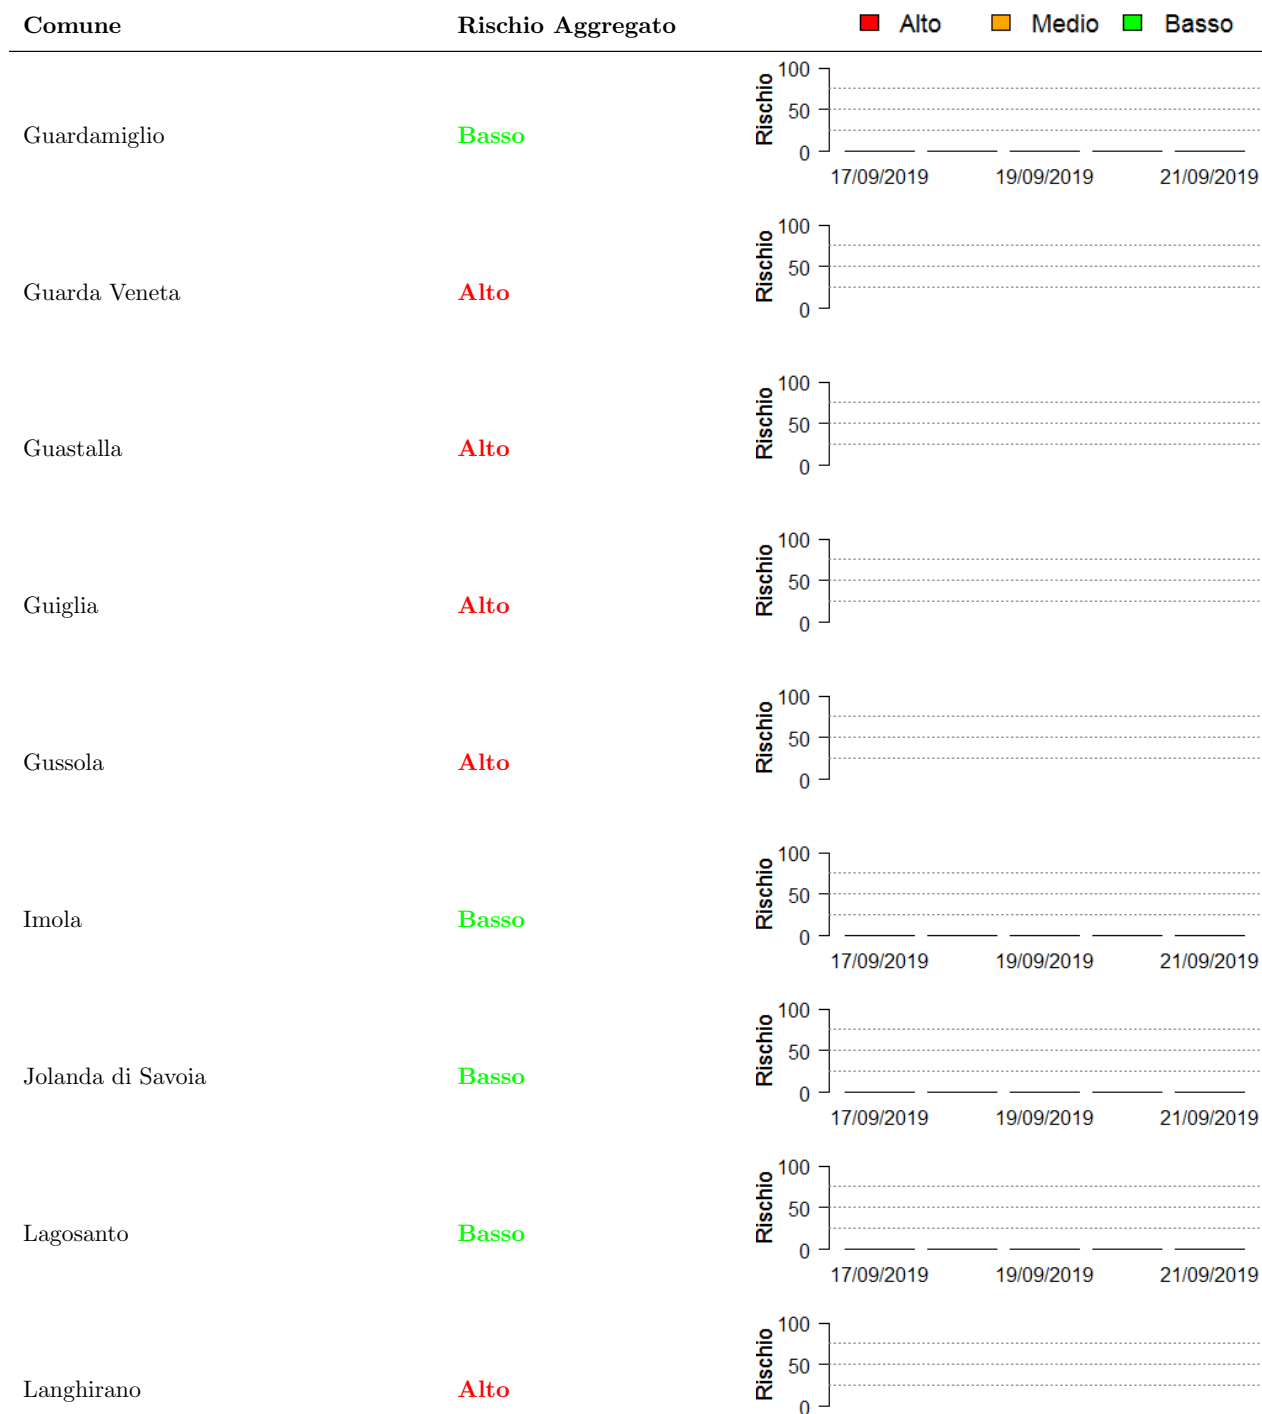 Comune Rischio Aggregato Alto Medio Basso
Guardamiglio Basso
Rischio
100
50
0
17/09/2019 19/09/2019 21/09/2019
Guarda Veneta Alto
Rischio
100
50
0
Guastalla Alto
Rischio
100
50
0
Guiglia Alto
Rischio
100
50
0
Gussola Alto
Rischio
100
50
0
Imola Basso
Rischio
100
50
0
17/09/2019 19/09/2019 21/09/2019
Jolanda di Savoia Basso
Rischio
100
50
0
17/09/2019 19/09/2019 21/09/2019
Lagosanto Basso
Rischio
100
50
0
17/09/2019 19/09/2019 21/09/2019
Langhirano Alto
Rischio
100
50
0